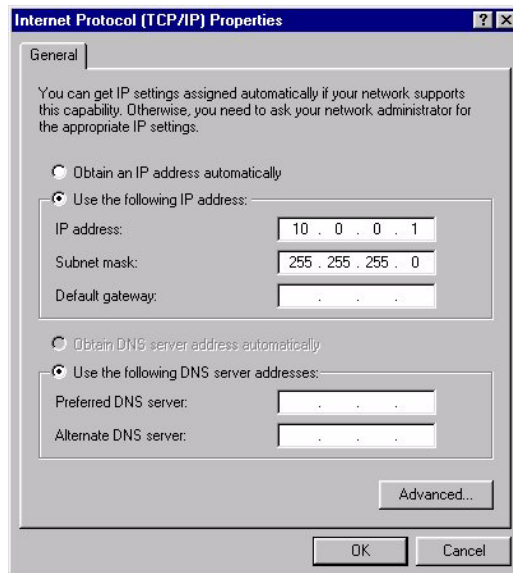 Internet Protocol (TCP/IP) Properties
General
You can get IP settings assigned automatically if your network supports
this capability. Otherwise, you need to ask your network administrator for
the appropriate IP settings.
Obtain an IP address automatically
Use the following IP address:
IP address: 10 . 0 . 0 . 1
Subnet mask: 255 . 255 . 255 . 0
Default gateway: . . .
Obtain DNS server address automatically
Use the following DNS server addresses:
Preferred DNS server: . . .
Alternate DNS server: . . .
Advanced...
OK Cancel